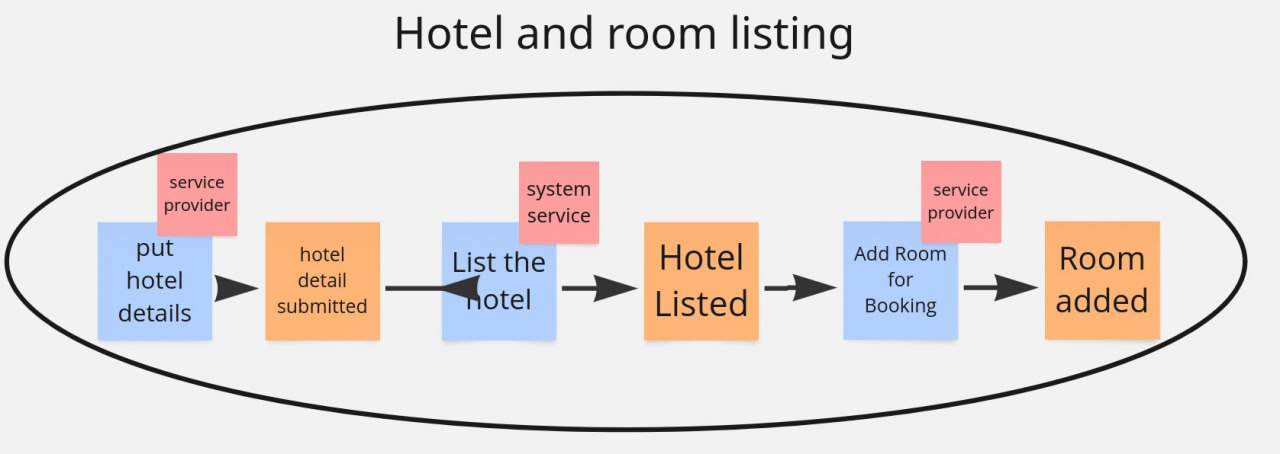 Hotel and room listing
service
provider
put
hotel
details
hotel
detail
submitted
system
service
List the
hotel
Hotel
Listed
service
provider
Add Room
for
Booking
Room
added